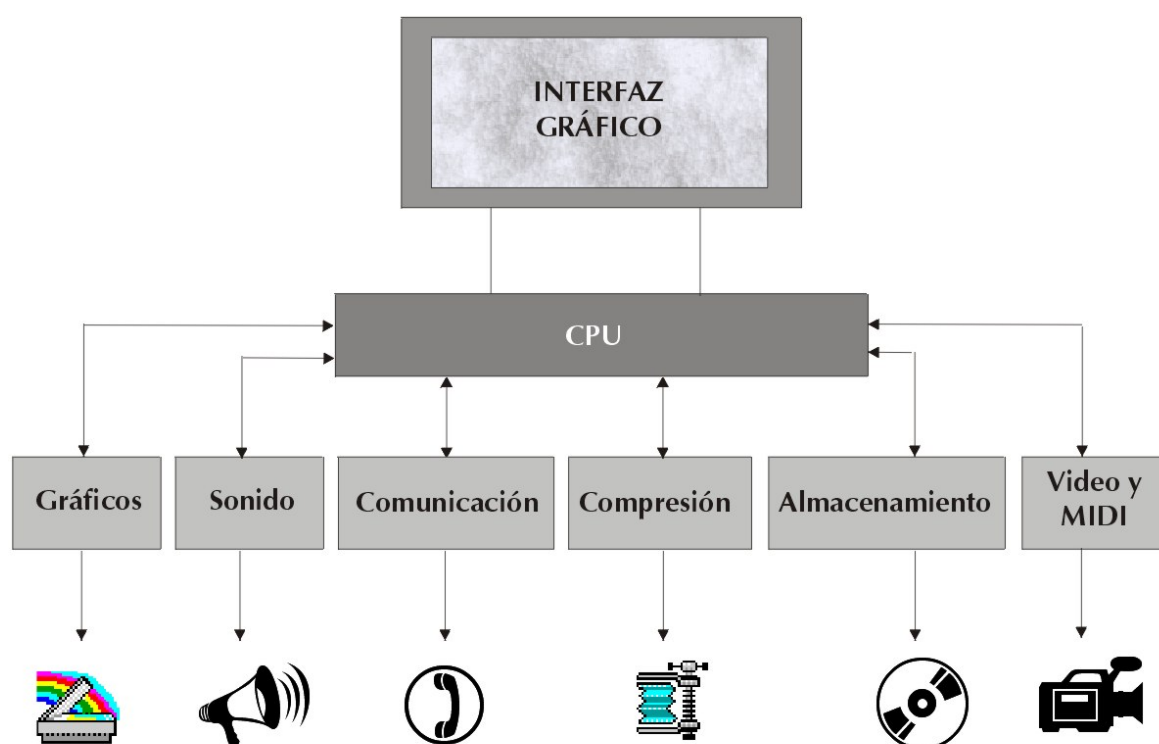 INTERFAZ
GRÁFICO
CPU
Gráficos
Sonido
Comunicación
Compresión
Almacenamiento
Video y
MIDI